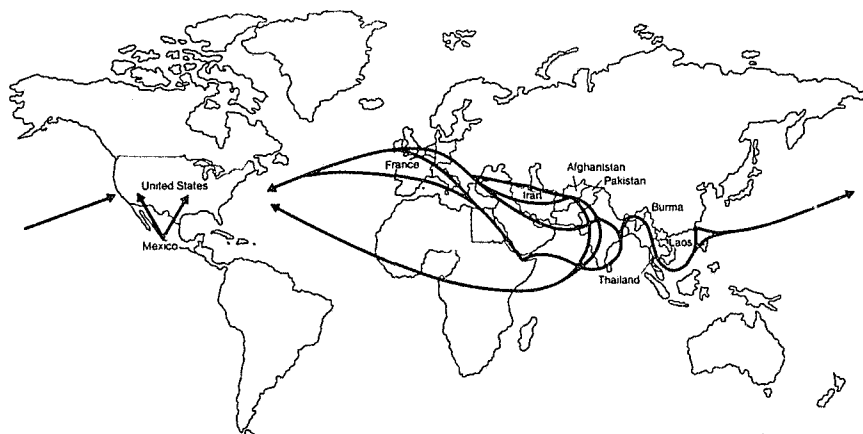 United States
Mexico
France
Iran
Afghanistan
Pakistan
Burma
Laos
Thailand